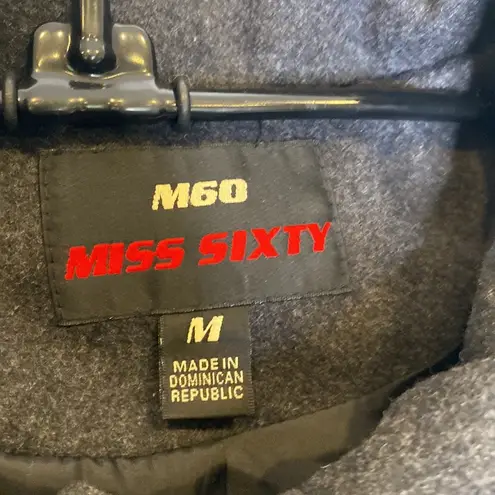 M60
MISS SIXTY
M
MADE IN
DOMINICAN
REPUBLIC